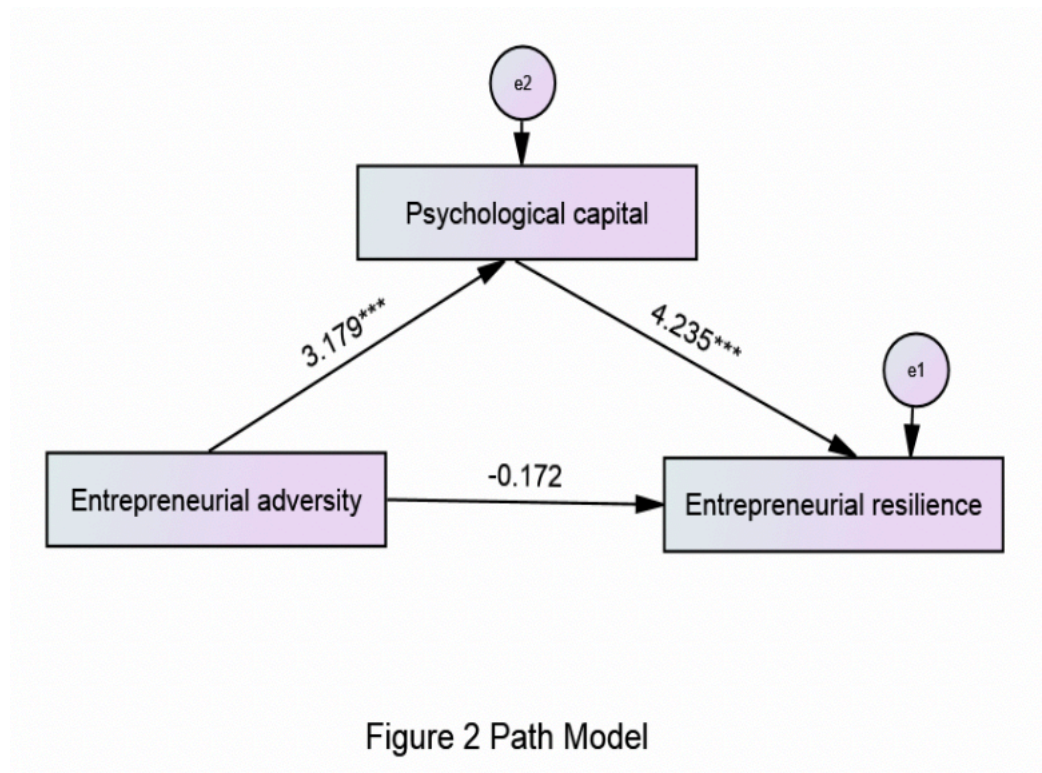 e2
Psychological capital
3.179***
4.235***
e1
Entrepreneurial adversity
-0.172
Entrepreneurial resilience
Figure 2 Path Model